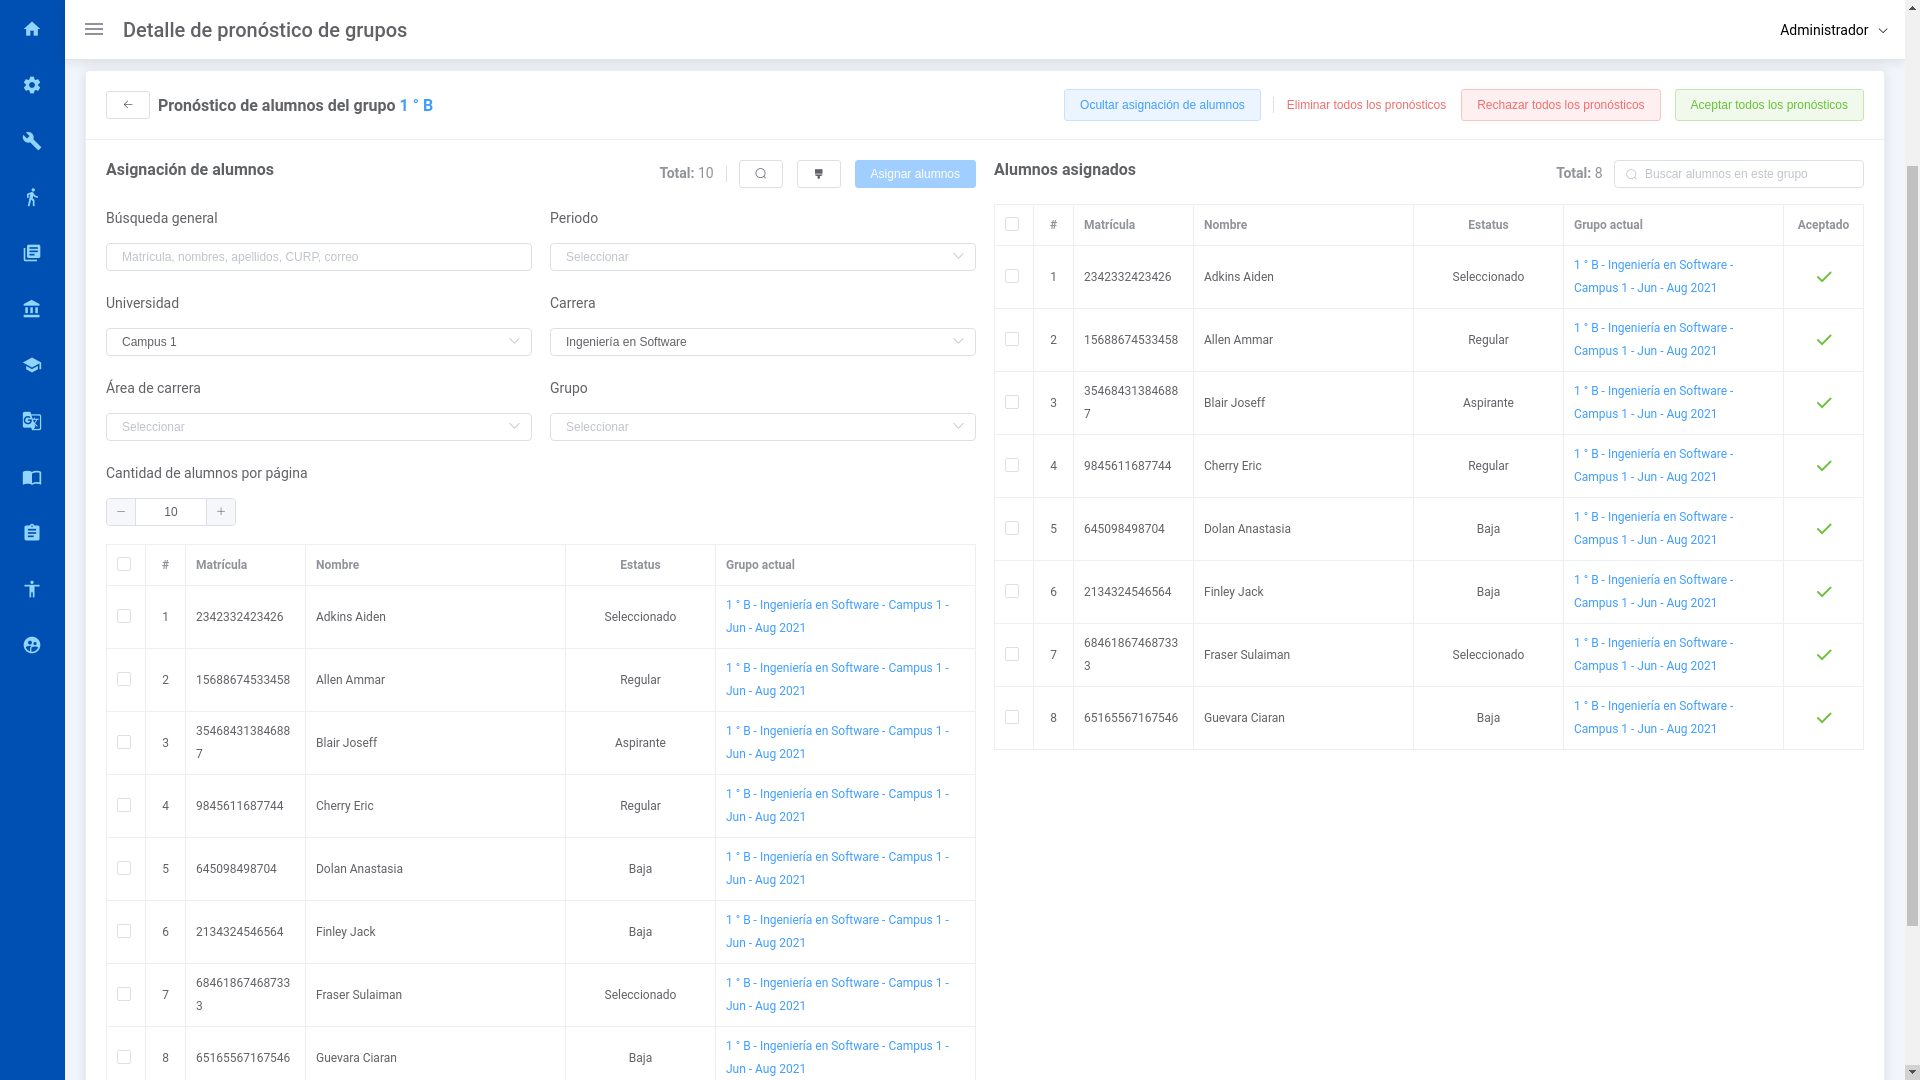 Detalle de pronóstico de grupos
Administrador
Pronóstico de alumnos del grupo 1 ° B
Ocultar asignación de alumnos
Eliminar todos los pronósticos
Rechazar todos los pronósticos
Aceptar todos los pronósticos
Asignación de alumnos
Total: 10
Asignar alumnos
Búsqueda general
Periodo
Matrícula, nombres, apellidos, CURP, correo
Seleccionar
Universidad
Carrera
Campus 1
Ingeniería en Software
Área de carrera
Grupo
Seleccionar
Seleccionar
Cantidad de alumnos por página
10
# Matrícula Nombre Estatus Grupo actual
1 2342332423426 Adkins Aiden Seleccionado 1 ° B - Ingeniería en Software - Campus 1 -
Jun - Aug 2021
2 15688674533458 Allen Ammar Regular 1 ° B - Ingeniería en Software - Campus 1 -
Jun - Aug 2021
3 35468431384688 Blair Joseff Aspirante 1 ° B - Ingeniería en Software - Campus 1 -
7 Jun - Aug 2021
4 9845611687744 Cherry Eric Regular 1 ° B - Ingeniería en Software - Campus 1 -
Jun - Aug 2021
5 645098498704 Dolan Anastasia Baja 1 ° B - Ingeniería en Software - Campus 1 -
Jun - Aug 2021
6 2134324546564 Finley Jack Baja 1 ° B - Ingeniería en Software - Campus 1 -
Jun - Aug 2021
7 68461867468733 Fraser Sulaiman Seleccionado 1 ° B - Ingeniería en Software - Campus 1 -
3 Jun - Aug 2021
8 65165567167546 Guevara Ciaran Baja 1 ° B - Ingeniería en Software - Campus 1 -
Jun - Aug 2021
Alumnos asignados
Total: 8
Buscar alumnos en este grupo
# Matrícula Nombre Estatus Grupo actual Aceptado
1 2342332423426 Adkins Aiden Seleccionado 1 ° B - Ingeniería en Software -
Campus 1 - Jun - Aug 2021
2 15688674533458 Allen Ammar Regular 1 ° B - Ingeniería en Software -
Campus 1 - Jun - Aug 2021
3 35468431384688 Blair Joseff Aspirante 1 ° B - Ingeniería en Software -
7 Campus 1 - Jun - Aug 2021
4 9845611687744 Cherry Eric Regular 1 ° B - Ingeniería en Software -
Campus 1 - Jun - Aug 2021
5 645098498704 Dolan Anastasia Baja 1 ° B - Ingeniería en Software -
Campus 1 - Jun - Aug 2021
6 2134324546564 Finley Jack Baja 1 ° B - Ingeniería en Software -
Campus 1 - Jun - Aug 2021
7 68461867468733 Fraser Sulaiman Seleccionado 1 ° B - Ingeniería en Software -
3 Campus 1 - Jun - Aug 2021
8 65165567167546 Guevara Ciaran Baja 1 ° B - Ingeniería en Software -
Campus 1 - Jun - Aug 2021